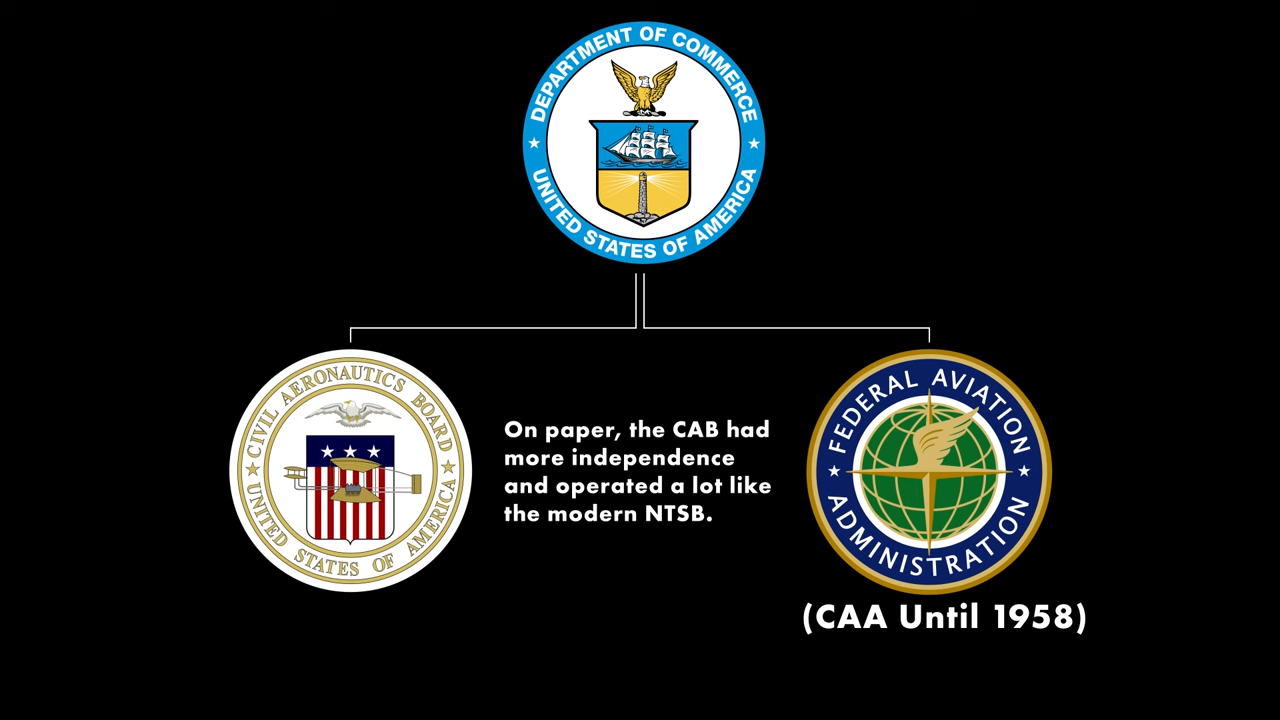 DEPARTMENT OF COMMERCE
UNITED STATES OF AMERICA
CIVIL AERONAUTICS BOARD
UNITED STATES OF AMERICA
On paper, the CAB had
more independence
and operated a lot like
the modern NTSB.
FEDERAL AVIATION
ADMINISTRATION
(CAA Until 1958)